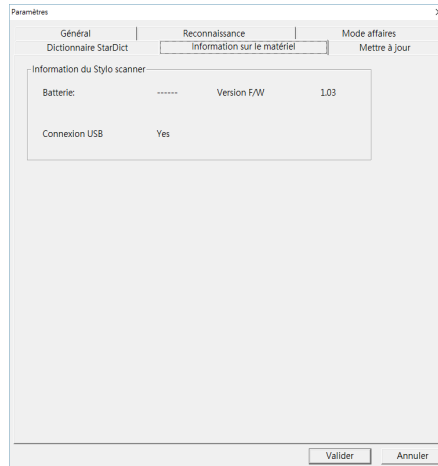 Paramètres
Général Reconnaissance Mode affaires
Dictionnaire StarDict Information sur le matériel Mettre à jour
Information du Stylo scanner
Batterie: ------ Version F/W 1.03
Connexion USB Yes
Valider Annuler